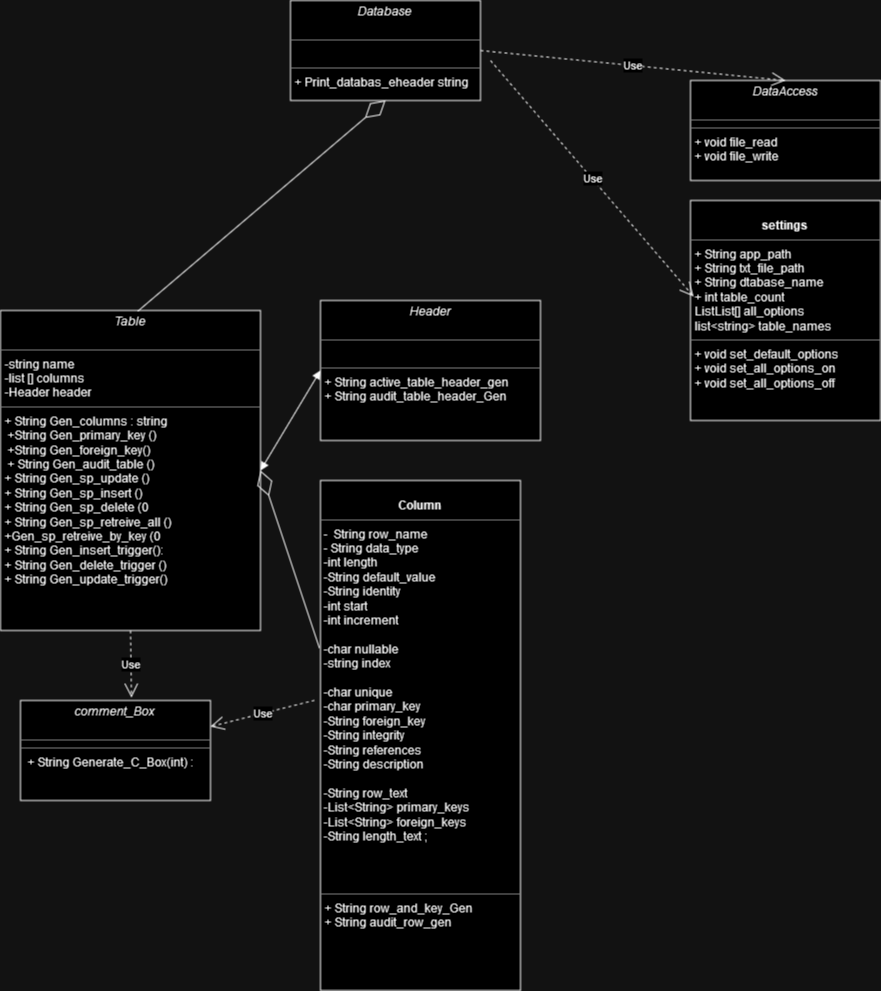 Database
+ Print_databas_eheader string
Use
DataAccess
+ void file_read
+ void file_write
Use
settings
+ String app_path
+ String txt_file_path
+ String dtabase_name
+ int table_count
ListList[] all_options
list<string> table_names
+ void set_default_options
+ void set_all_options_on
+ void set_all_options_off
Table
-string name
-list [] columns
-Header header
+ String Gen_columns : string
+String Gen_primary_key ()
+String Gen_foreign_key()
+ String Gen_audit_table ()
+ String Gen_sp_update ()
+ String Gen_sp_insert ()
+ String Gen_sp_delete (0
+ String Gen_sp_retreive_all ()
+Gen_sp_retreive_by_key (0
+ String Gen_insert_trigger():
+ String Gen_delete_trigger ()
+ String Gen_update_trigger()
Header
+ String active_table_header_gen
+ String audit_table_header_Gen
Column
- String row_name
- String data_type
-int length
-String default_value
-String identity
-int start
-int increment
-char nullable
-string index
-char unique
-char primary_key
-String foreign_key
-String integrity
-String references
-String description
-String row_text
-List<String> primary_keys
-List<String> foreign_keys
-String length_text ;
+ String row_and_key_Gen
+ String audit_row_gen
Use
Use
comment_Box
+ String Generate_C_Box(int) :